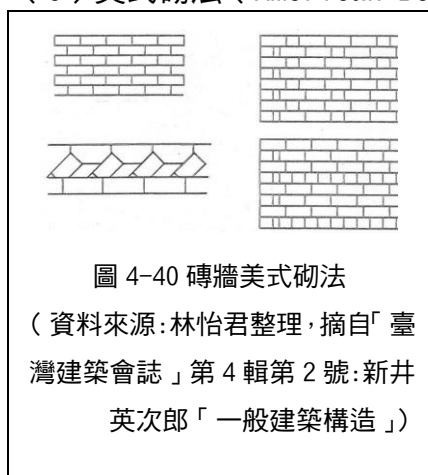 圖 4-40 磚牆美式砌法
（資料來源:林怡君整理,摘自「臺
灣建築會誌」第 4 輯第 2 號:新井
英次郎「一般建築構造」）